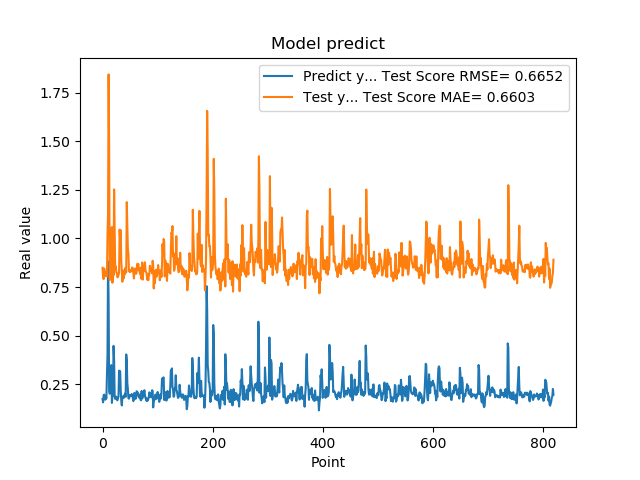 Model predict
Predict y... Test Score RMSE= 0.6652
Test y... Test Score MAE= 0.6603
Real value
1.75
1.50
1.25
1.00
0.75
0.50
0.25
0 200 400 600 800
Point